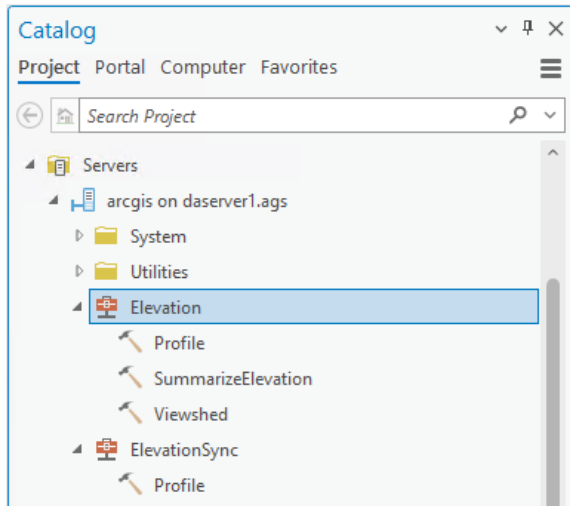 Catalog
Project Portal Computer Favorites
Search Project
Servers
arcgis on daserver1.ags
System
Utilities
Elevation
Profile
SummarizeElevation
Viewshed
ElevationSync
Profile